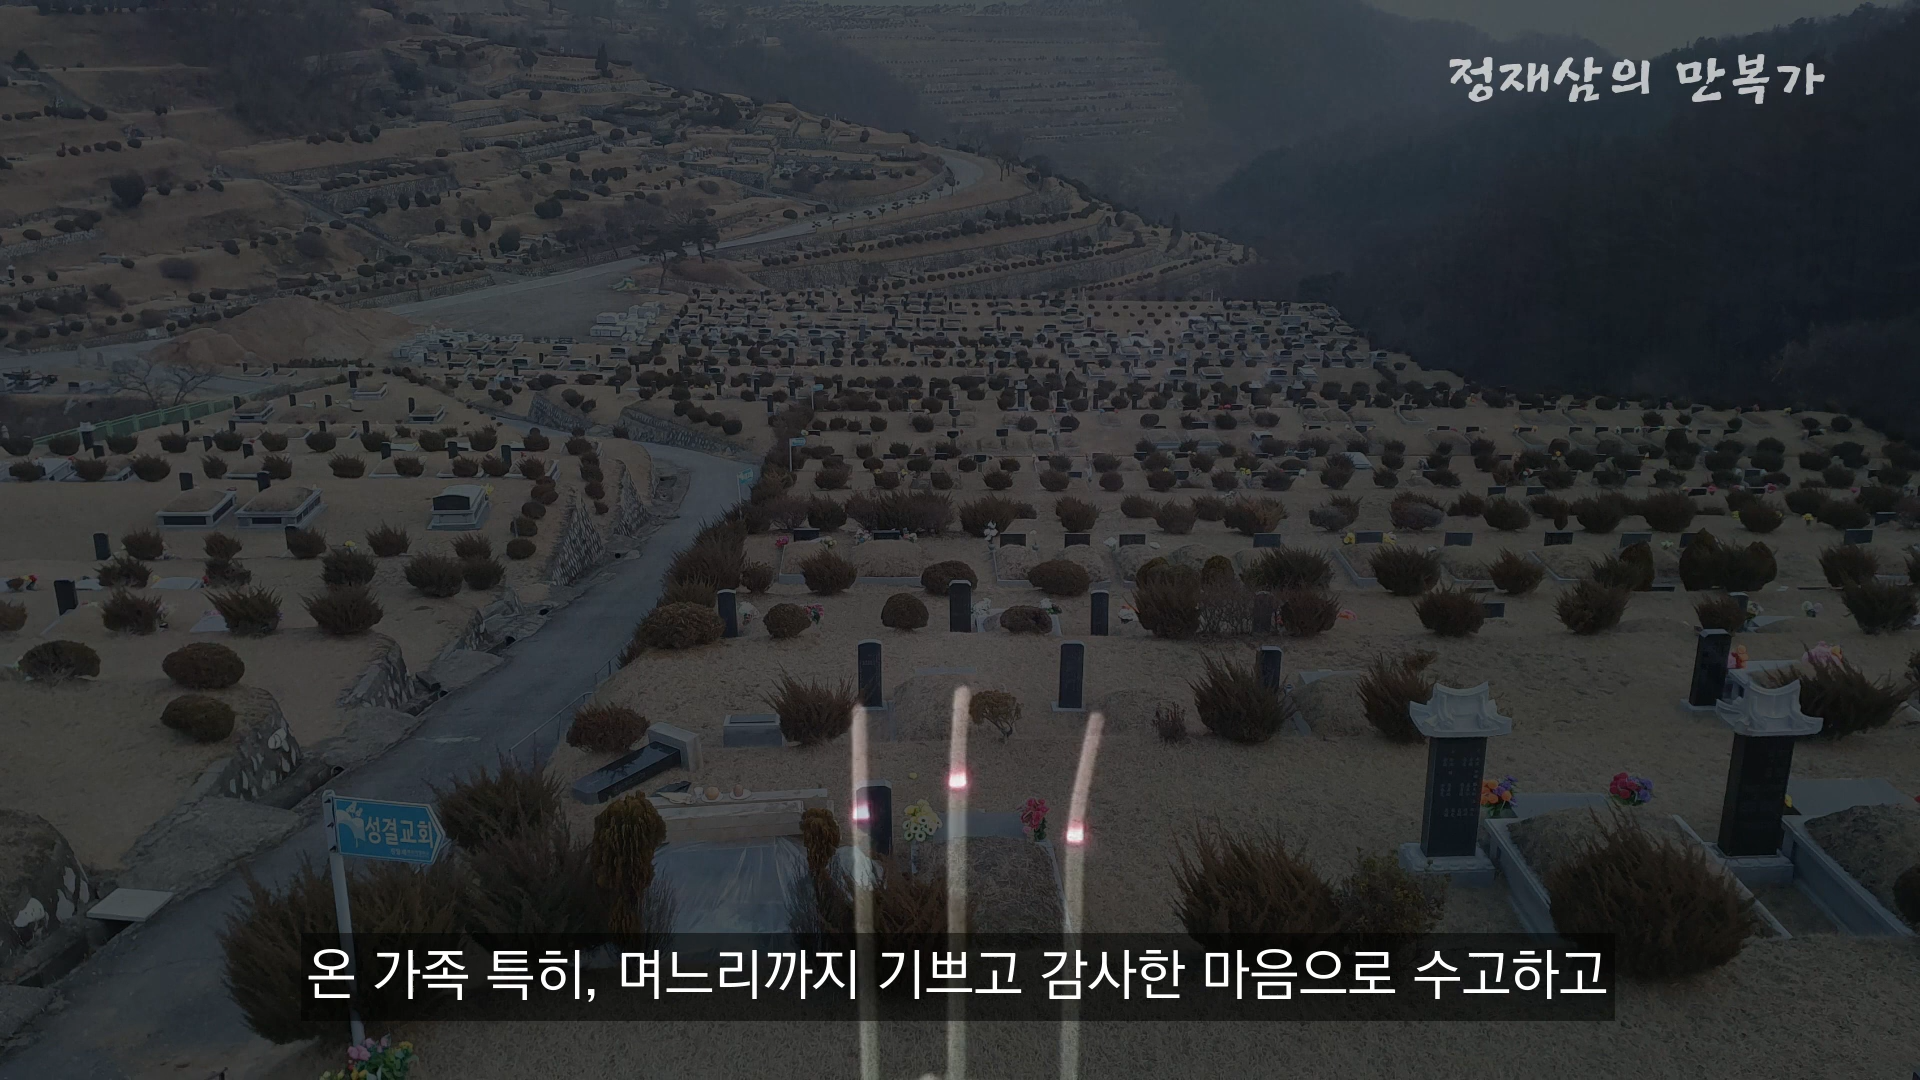 정재삼의 만복가
성결교회
온 가족 특히, 며느리까지 기쁘고 감사한 마음으로 수고하고